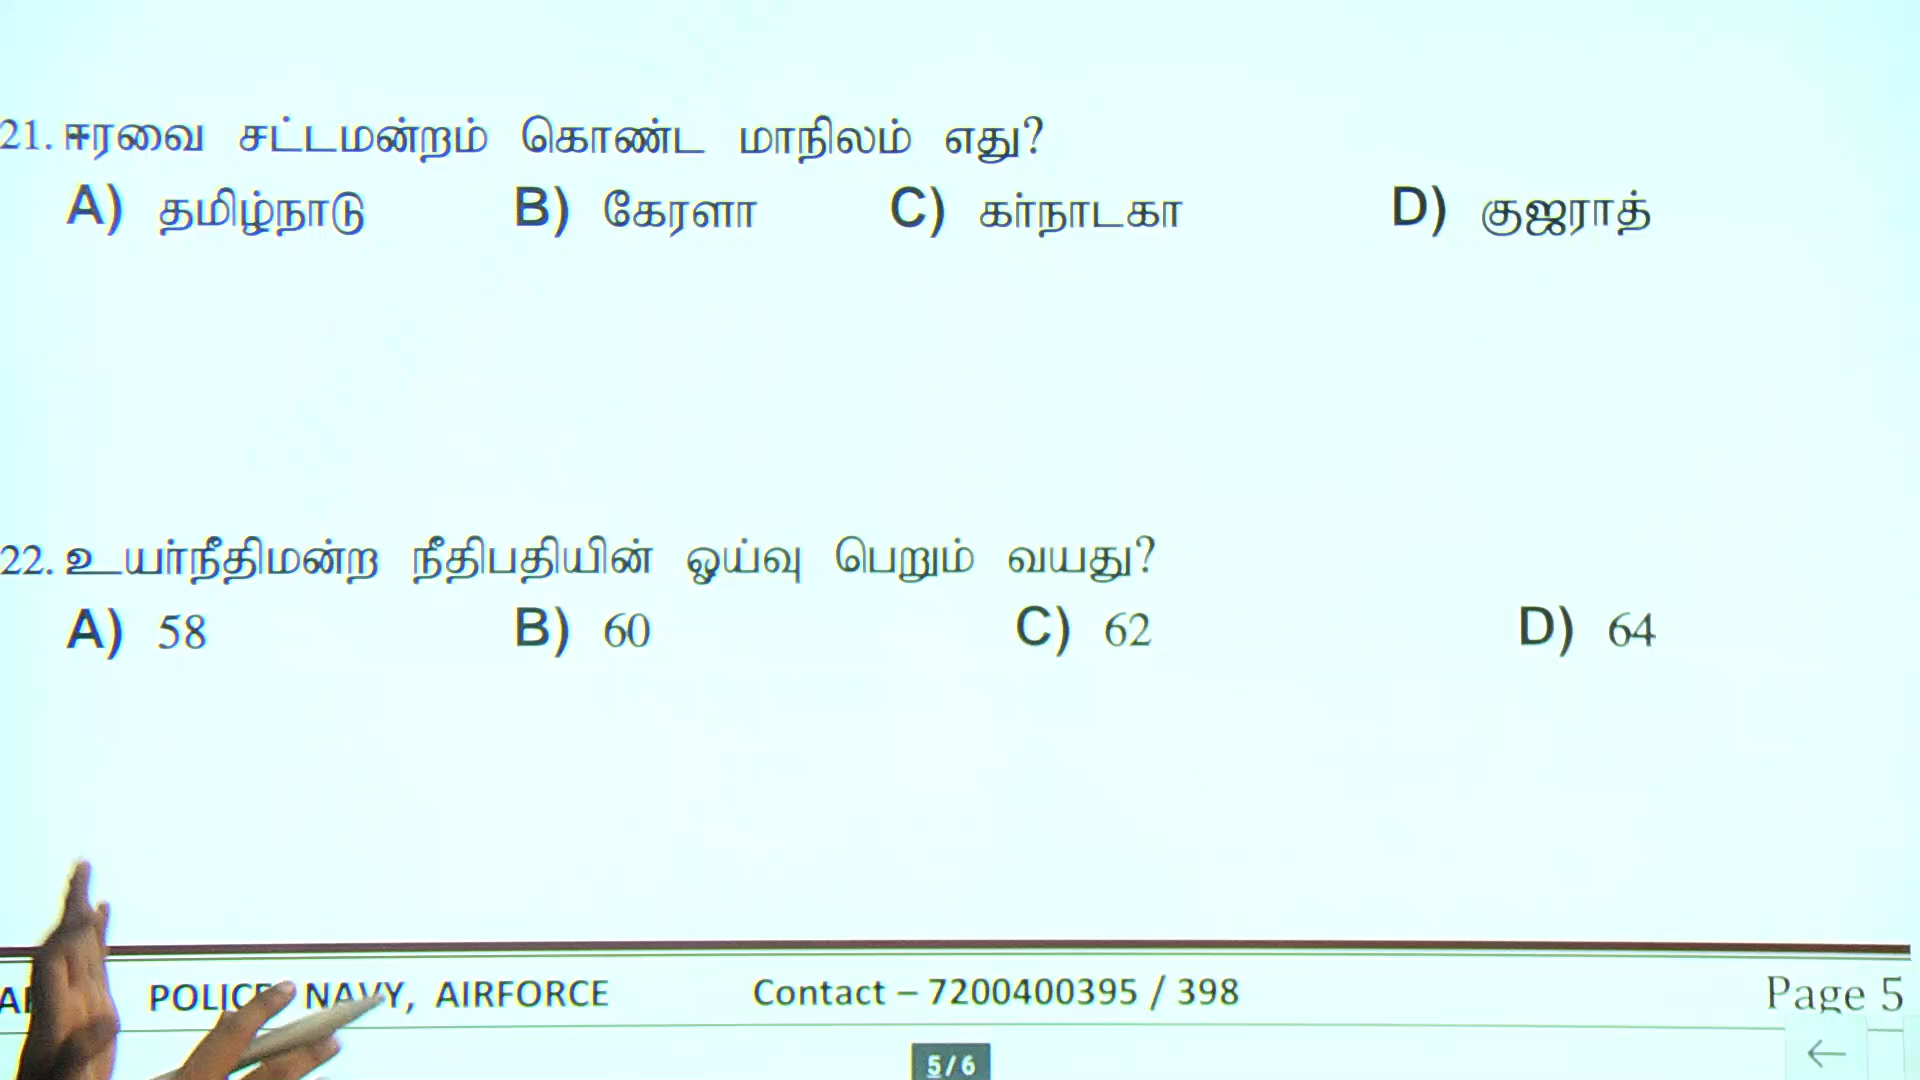 21. ஈரவை சட்டமன்றம் கொண்ட மாநிலம் எது?
A) தமிழ்நாடு B) கேரளா C) கர்நாடகா D) குஜராத்
22. உயர்நீதிமன்ற நீதிபதியின் ஓய்வு பெறும் வயது?
A) 58 B) 60 C) 62 D) 64
POLICE, NAVY, AIRFORCE Contact – 7200400395 / 398 Page 5
5 / 6